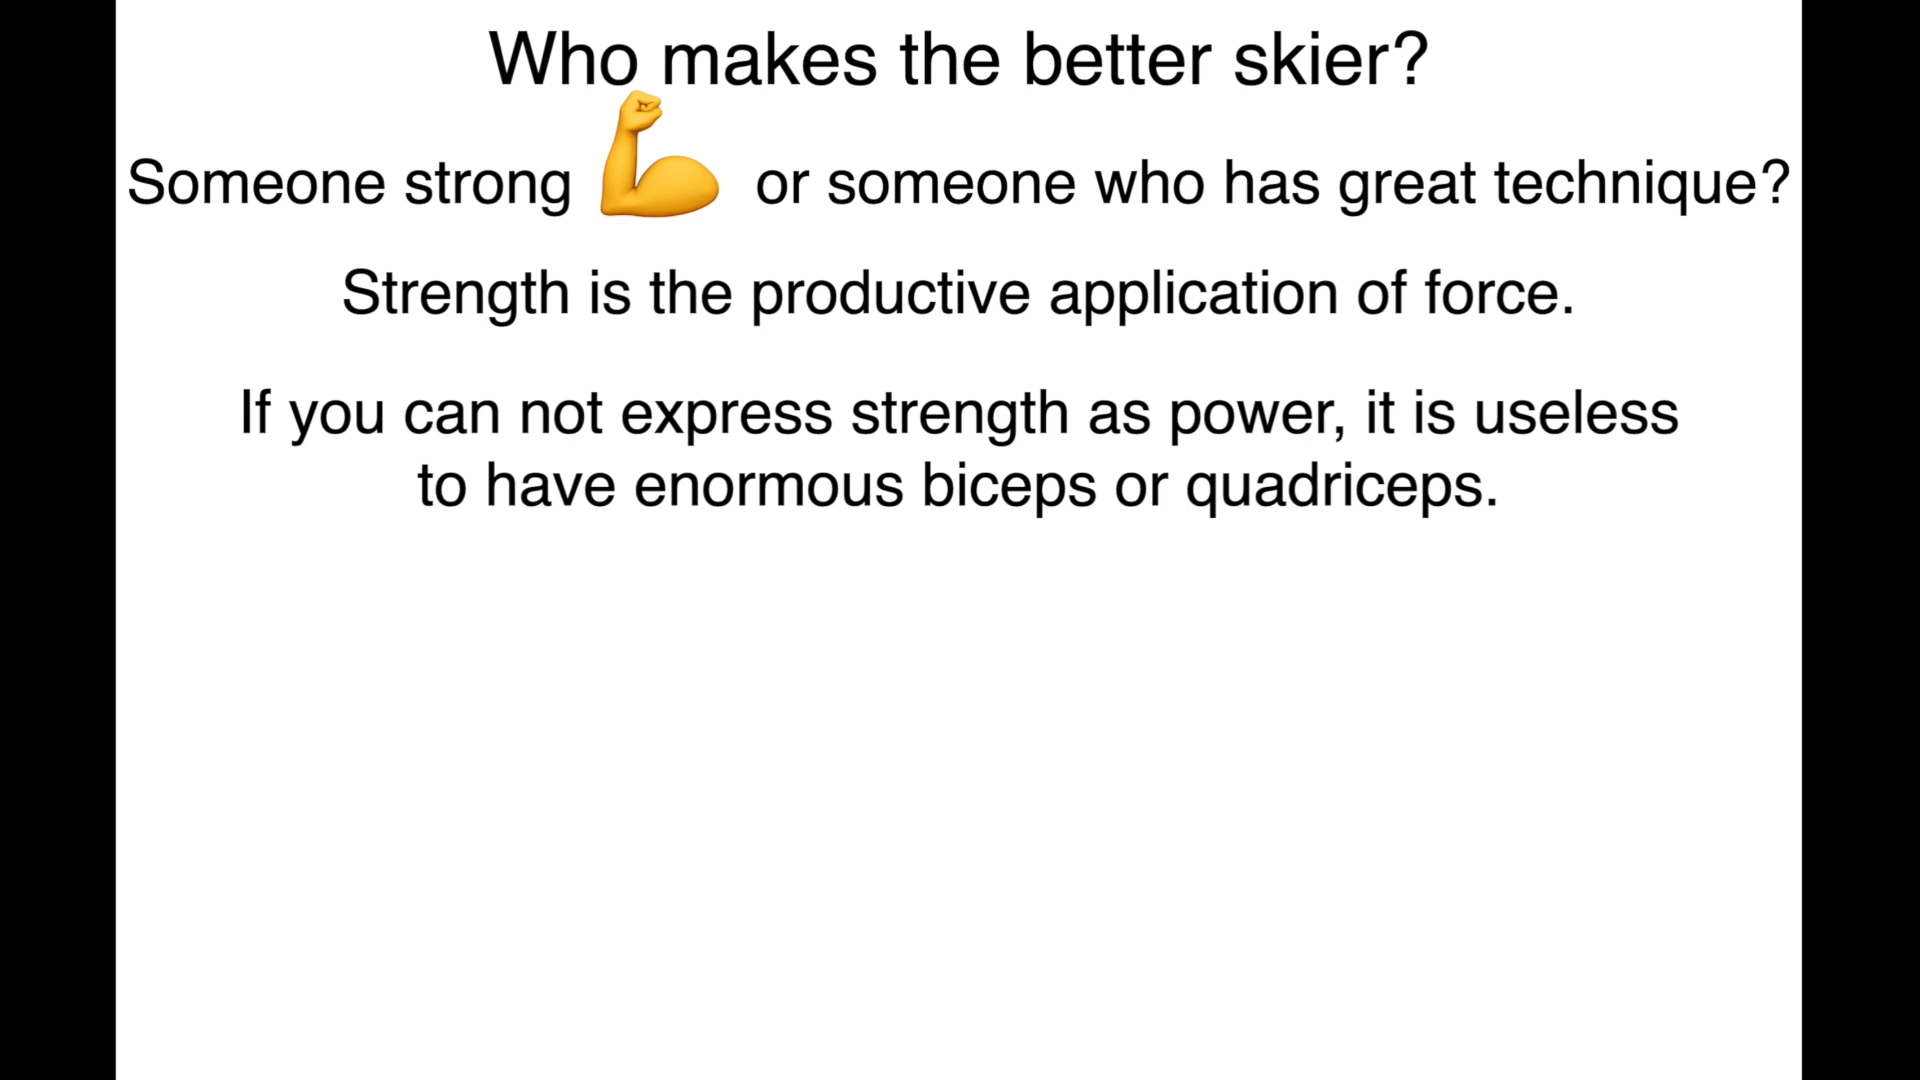 Who makes the better skier?
Someone strong 💪 or someone who has great technique?
Strength is the productive application of force.
If you can not express strength as power, it is useless
to have enormous biceps or quadriceps.